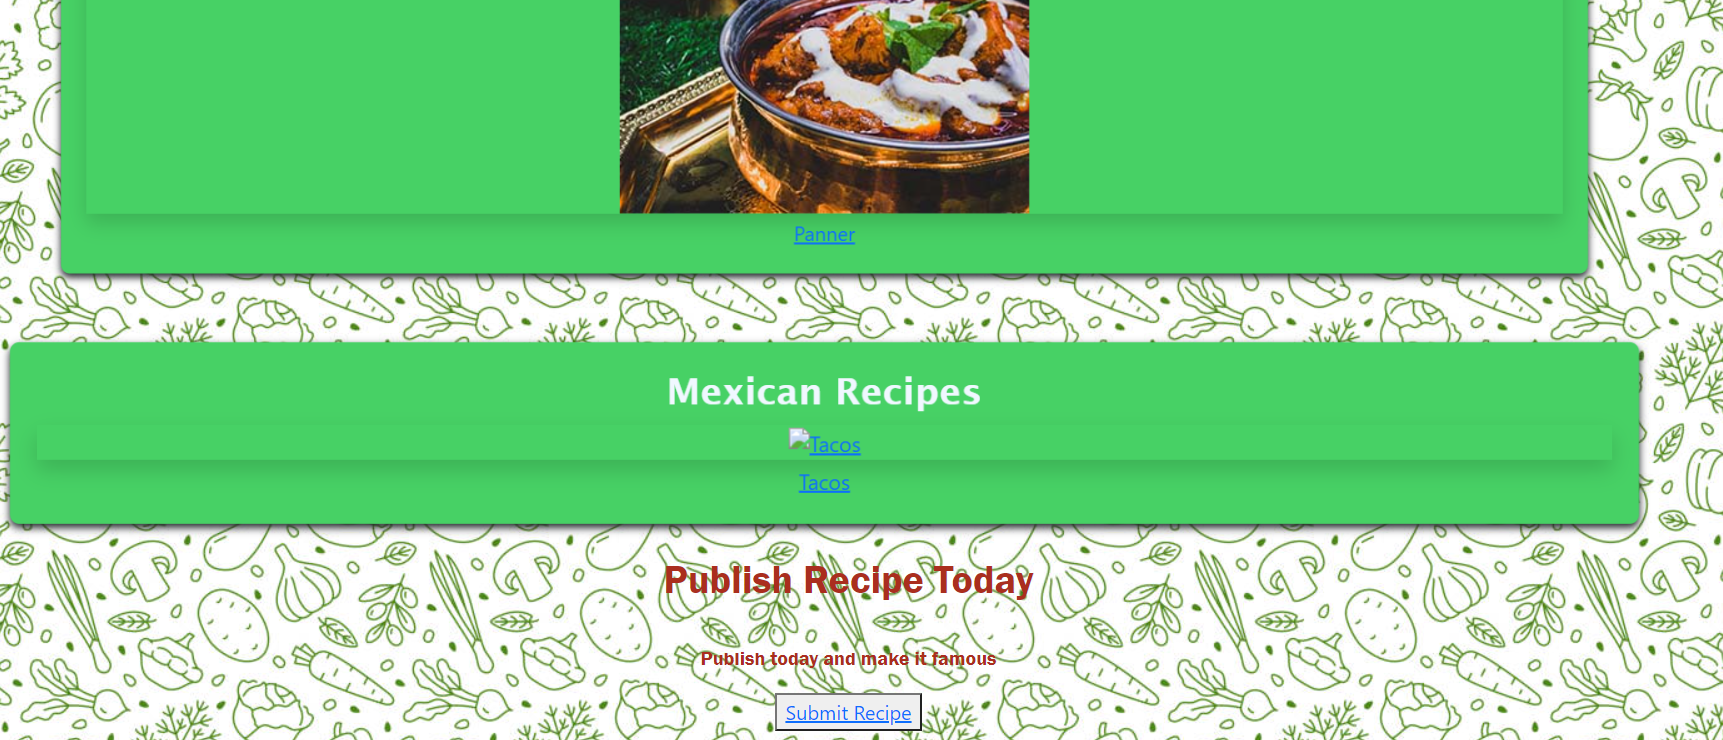 Panner
Mexican Recipes
Tacos
Tacos
Publish Recipe Today
Publish today and make it famous
Submit Recipe